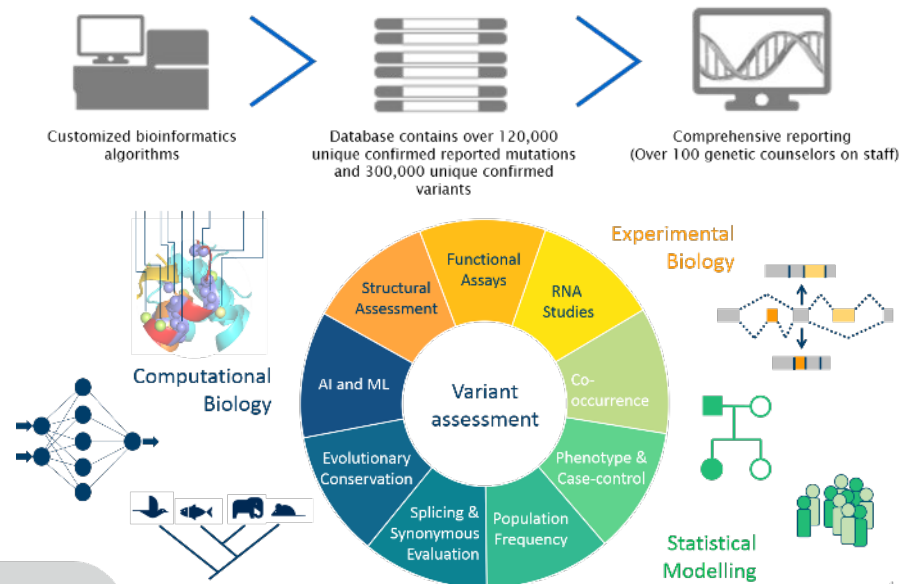 Customized bioinformatics
algorithms
Database contains over 120,000
unique confirmed reported mutations
and 300,000 unique confirmed
variants
Comprehensive reporting
(Over 100 genetic counselors on staff)
Experimental
Biology
Functional
Assays
Structural
Assessment
RNA
Studies
Computational
Biology
AI and ML
Variant
assessment
Co-
occurrence
Evolutionary
Conservation
Phenotype &
Case-control
Splicing &
Synonymous
Evaluation
Population
Frequency
Statistical
Modelling